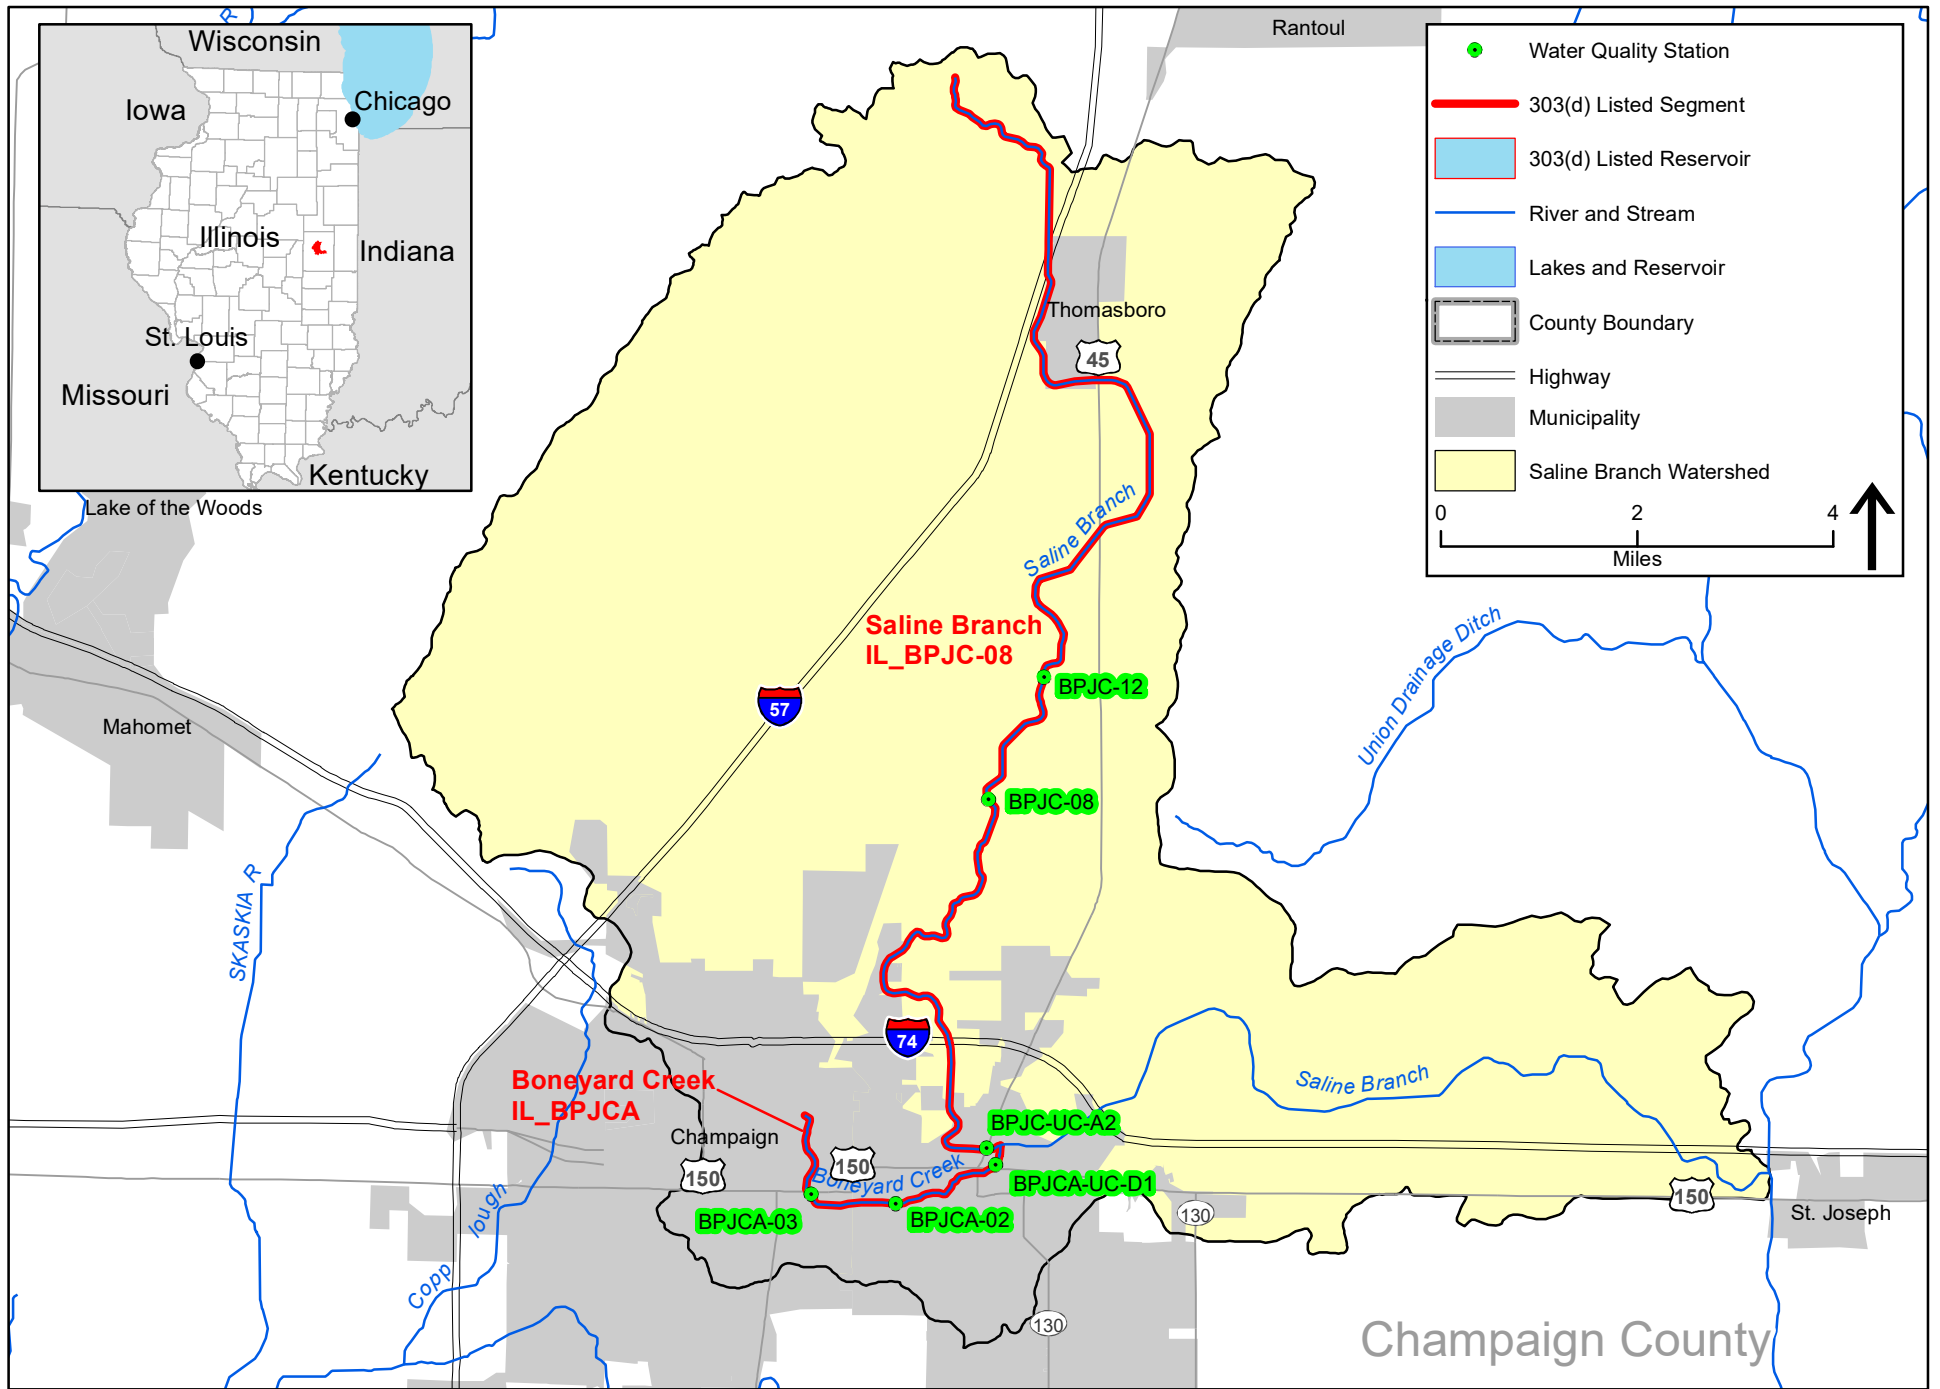 R
Rantoul
Wisconsin
Iowa
Chicago
Illinois
Indiana
St. Louis
Missouri
Kentucky
Water Quality Station
303(d) Listed Segment
303(d) Listed Reservoir
River and Stream
Lakes and Reservoir
County Boundary
Highway
Municipality
Saline Branch Watershed
0 2 4
Miles
Lake of the Woods
Thomasboro
45
Saline Branch
Saline Branch
IL_BPJC-08
BPJC-12
57
Union Drainage Ditch
Mahomet
BPJC-08
SKASKIA R
74
Saline Branch
Boneyard Creek
IL_BPJCA
Champaign
BPJC-UC-A2
150
150
Boneyard Creek
BPJCA-UC-D1
150
BPJCA-03
BPJCA-02
130
St. Joseph
Copp lough
130
Champaign County
R